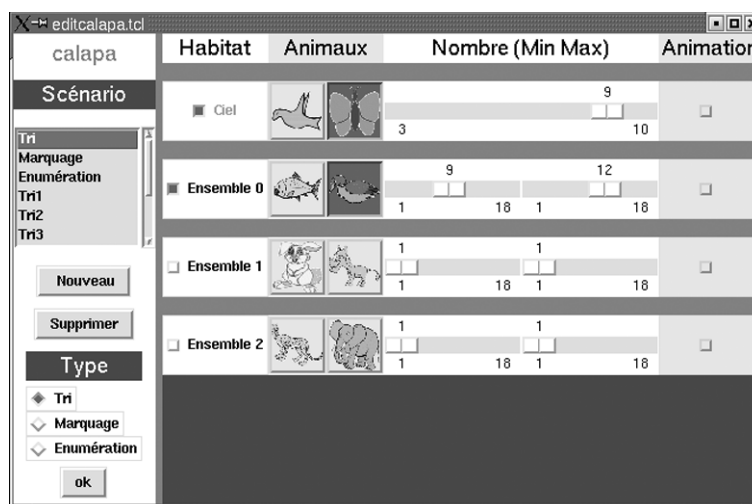 editcalapa.tcl
calapa
Habitat Animaux Nombre (Min Max) Animation
Scénario
Tri
Marquage
Enumération
Tri1
Tri2
Tri3
Nouveau
Supprimer
Type
Tri
Marquage
Enumération
ok
Ciel
9
3 10
Ensemble 0
9 12
1 18 1 18
Ensemble 1
1 1
1 18 1 18
Ensemble 2
1 1
1 18 1 18